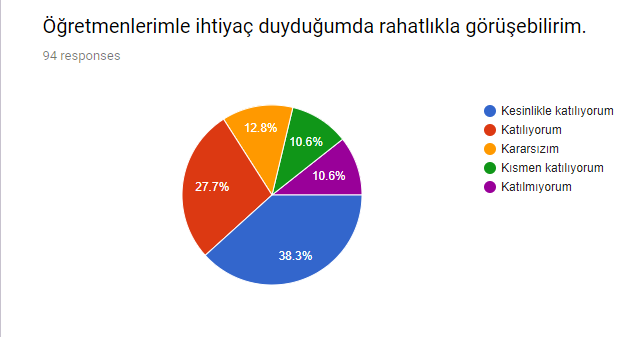 Öğretmenlerimle ihtiyaç duyduğumda rahatlıkla görüşebilirim.
94 responses
12.8%
10.6%
10.6%
27.7%
38.3%
Kesinlikle katılıyorum
Katılıyorum
Kararsızım
Kısmen katılıyorum
Katılmıyorum